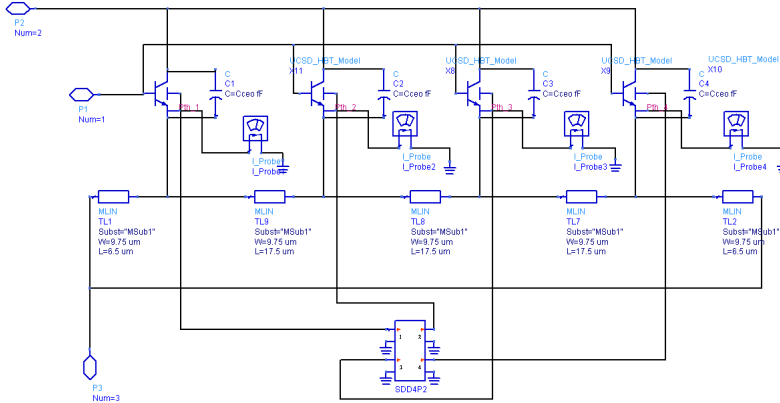 P2
Num=2
P1
Num=1
C
C1
C=Cceo fF
Pth_1
I_Probe
I_Probe1
UCSD_HBT_Model
X11
C
C2
C=Cceo fF
Pth_2
I_Probe
I_Probe2
UCSD_HBT_Model
X8
C
C3
C=Cceo fF
Pth_3
I_Probe
I_Probe3
UCSD_HBT_Model
X9
C
C4
C=Cceo fF
Pth_4
I_Probe
I_Probe4
UCSD_HBT_Model
X10
MLIN
TL1
Subst="MSub1"
W=9.75 um
L=6.5 um
MLIN
TL9
Subst="MSub1"
W=9.75 um
L=17.5 um
MLIN
TL8
Subst="MSub1"
W=9.75 um
L=17.5 um
MLIN
TL7
Subst="MSub1"
W=9.75 um
L=17.5 um
MLIN
TL2
Subst="MSub1"
W=9.75 um
L=6.5 um
1
2
3
4
SDD4P2
P3
Num=3